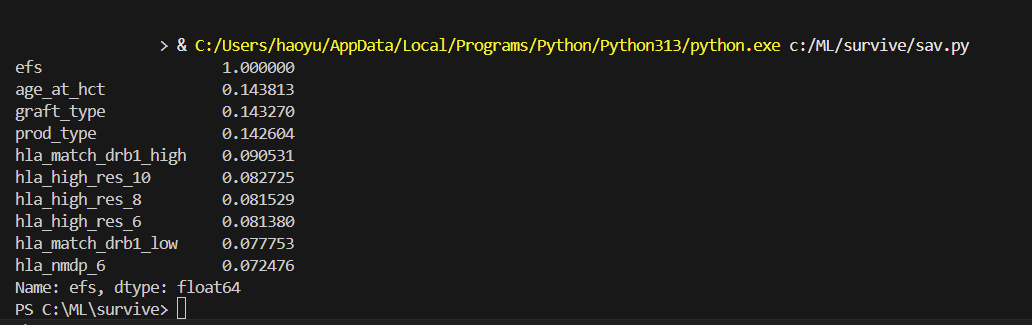 > & C:/Users/haoyu/AppData/Local/Programs/Python/Python313/python.exe c:/ML/survive/sav.py
efs 1.000000
age_at_hct 0.143813
graft_type 0.143270
prod_type 0.142604
hla_match_drb1_high 0.090531
hla_high_res_10 0.082725
hla_high_res_8 0.081529
hla_high_res_6 0.081380
hla_match_drb1_low 0.077753
hla_nmdp_6 0.072476
Name: efs, dtype: float64
PS C:\ML\survive>